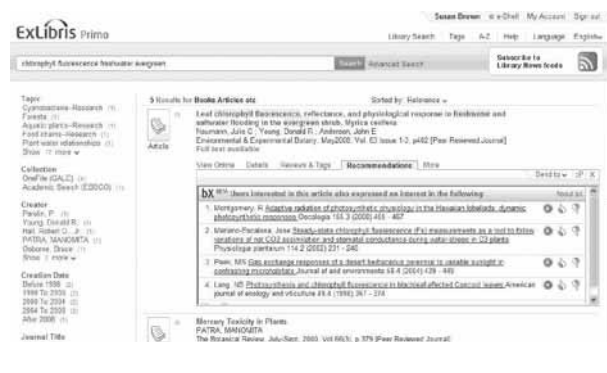 Susan Brown e-Shelf My Account Sign out
ExLibris Primo
Library Search Tags A-Z Help Language English
chlorophyll fluorescence freshwater evergreen
Search Advanced Search
Subscribe to
Library News feeds
Topic
Cyanobacteria-Research
Forests
Aquatic plants-Research
Food chains-Research
Plant-water relationships
Show 17 more
Collection
OneFile (GALE)
Academic Search (EBSCO)
Creator
Young, Donald R.
Hall, Robert O., Jr
PATRA, MANOMITA
Osborne, Bruce
Show more
Creation Date
Before 1998
1998 To 2000
2000 To 2004
2004 To 2008
After 2008
Journal Title
5 Results for Books Articles etc Sorted by: Relevance
Article
Leaf chlorophyll fluorescence, reflectance, and physiological response to freshwater and
saltwater flooding in the evergreen shrub, Myrica cerifera
Naumann, Julie C ; Young, Donald R ; Anderson, John E
Environmental & Experimental Botany, May2008, Vol. 63 Issue 1-3, p402 [Peer Reviewed Journal]
Full text available
View Online Details Reviews & Tags Recommendations More
Send to
bX Users interested in this article also expressed an interest in the following: About bX
1. Montgomery, R Adaptive radiation of photosynthetic physiology in the Hawaiian lobeliads: dynamic
photosynthetic responses Oecologia 155.3 (2008) 455 - 467
2. Jose Steady-state chlorophyll fluorescence (Fs) measurements as a tool to follow
variations of net CO2 assimilation and stomatal conductance during water-stress in C3 plants
Physiologia plantarum 114.2 (2002) 231 - 240
3. Peek, MS Gas exchange responses of a desert herbaceous perennial to variable sunlight in
contrasting microhabitats Journal of arid environments
4. Lang, NS Photosynthesis and chlorophyll fluorescence in blackleaf-affected Concord leaves American
journal of enology and viticulture 49.4 (1998) 367 - 374
Mercury Toxicity in Plants
PATRA, MANOMITA
The Botanical Review, July-Sept, 2000, Vol.66(3), p.379 [Peer Reviewed Journal]